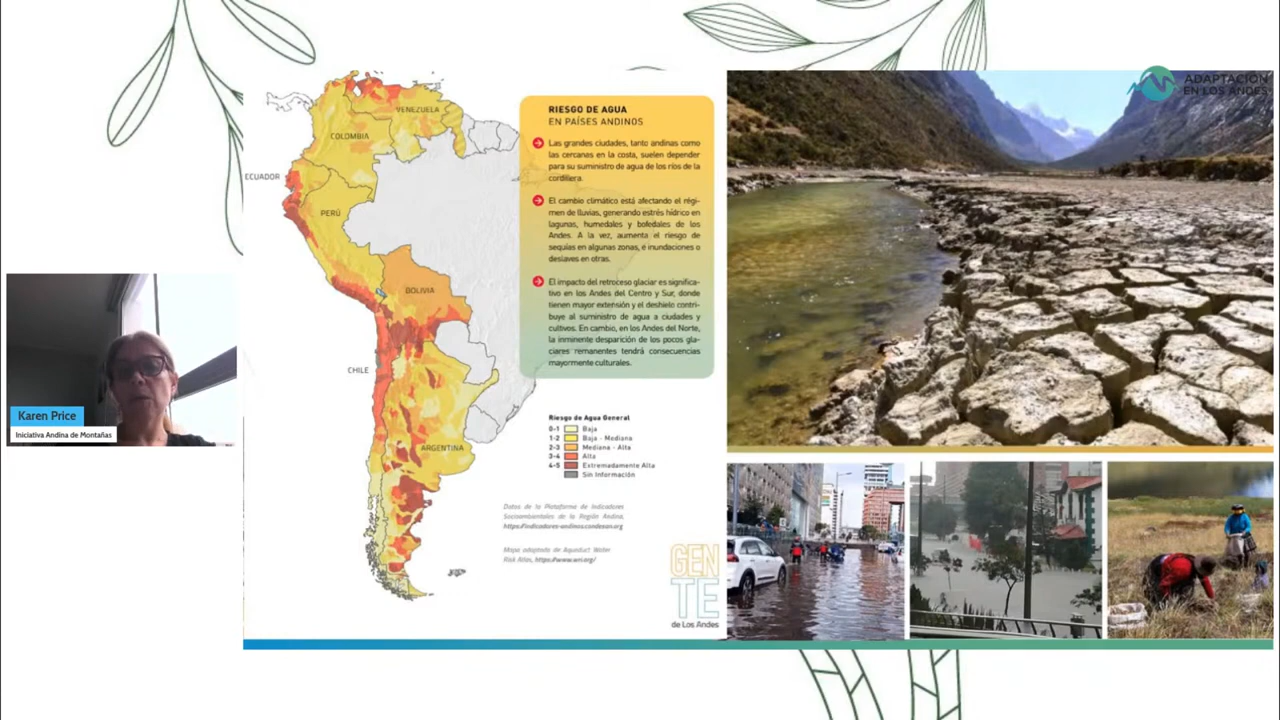 ADAPTACIÓN
EN LOS ANDES
VENEZUELA
COLOMBIA
ECUADOR
PERÚ
BOLIVIA
CHILE
ARGENTINA
RIESGO DE AGUA
EN PAÍSES ANDINOS
Las grandes ciudades, tanto andinas como
las cercanas en la costa, suelen depender
para su suministro de agua de los ríos de la
cordillera.
El cambio climático está afectando el régi-
men de lluvias, generando estrés hídrico en
lagunas, humedales y bofedales de los
Andes. A la vez, aumenta el riesgo de
sequías en algunas zonas, e inundaciones o
deslaves en otras.
El impacto del retroceso glaciar es significa-
tivo en los Andes del Centro y Sur, donde
tienen mayor extensión y el deshielo contri-
buye al suministro de agua a ciudades y
cultivos. En cambio, en los Andes del Norte,
la inminente desparición de los pocos gla-
ciares remanentes tendrá consecuencias
mayormente culturales.
Riesgo de Agua General
0-1 Baja
1-2 Baja - Mediana
2-3 Mediana - Alta
3-4 Alta
4-5 Extremadamente Alta
Sin Información
Datos de la Plataforma de Indicadores
Socioambientales de la Región Andina,
https://indicadores-andinos.condesan.org
Mapa adaptado de Aqueduct Water
Risk Atlas, https://www.wri.org/
GEN
TE
de Los Andes
Karen Price
Iniciativa Andina de Montañas